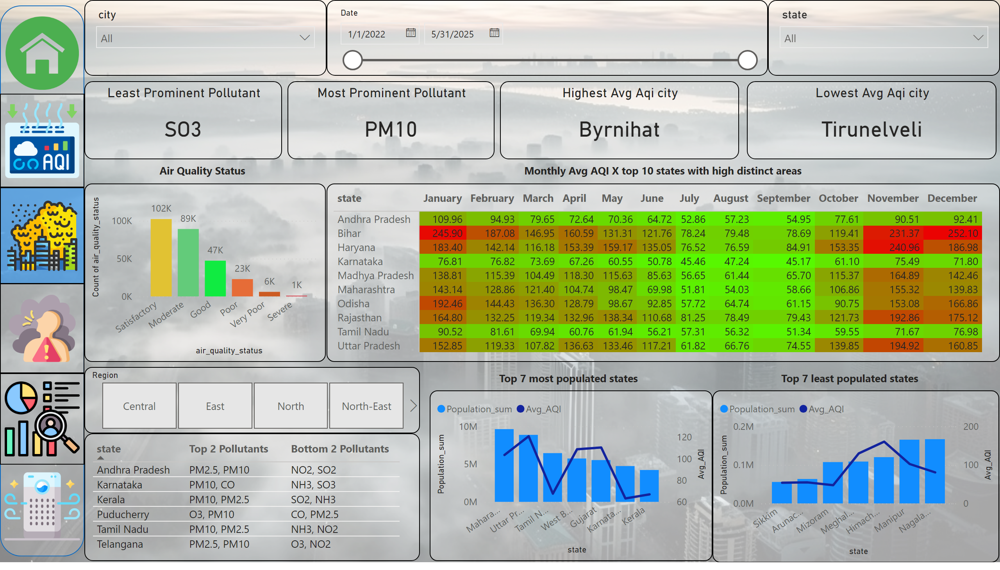 city
All
Date
1/1/2022
5/31/2025
state
All
Least Prominent Pollutant
SO3
Most Prominent Pollutant
PM10
Highest Avg Aqi city
Byrnihat
Lowest Avg Aqi city
Tirunelveli
AQI
Air Quality Status
Count of air_quality_status
100K
50K
0K
102K
89K
47K
23K
6K
1K
Satisfactory
Moderate
Good
Poor
Very Poor
Severe
air_quality_status
Monthly Avg AQI X top 10 states with high distinct areas
state January February March April May June July August September October November December
Andhra Pradesh 109.96 94.93 79.65 72.64 70.36 64.72 52.86 57.23 54.95 77.61 90.51 92.41
Bihar 245.90 187.08 146.95 160.59 131.31 121.76 78.24 79.48 78.69 119.41 231.37 252.10
Haryana 183.40 142.14 116.18 153.39 159.17 135.05 76.52 76.59 84.91 153.35 240.96 186.98
Karnataka 76.81 76.82 73.69 67.26 60.55 50.78 45.46 47.24 45.17 61.10 75.49 71.80
Madhya Pradesh 138.81 115.39 104.49 118.30 115.63 85.63 56.65 61.44 65.70 115.37 164.89 142.46
Maharashtra 143.14 128.86 121.40 104.74 98.47 69.98 51.81 54.03 58.66 106.86 155.32 139.83
Odisha 192.46 144.43 136.30 128.79 98.67 92.85 57.72 64.74 61.15 90.75 153.08 166.86
Rajasthan 164.80 132.25 119.34 132.96 138.34 110.68 81.25 78.49 79.43 121.73 192.86 175.12
Tamil Nadu 90.52 81.61 69.94 60.76 61.94 56.21 57.31 56.32 51.34 59.55 71.67 76.98
Uttar Pradesh 152.85 119.33 107.82 136.63 133.46 117.21 61.82 66.76 74.55 139.85 194.92 160.85
Region
Central
East
North
North-East
state Top 2 Pollutants Bottom 2 Pollutants
Andhra Pradesh PM2.5, PM10 NO2, SO2
Karnataka PM10, CO NH3, SO3
Kerala PM10, PM2.5 SO2, NH3
Puducherry O3, PM10 CO, PM2.5
Tamil Nadu PM10, PM2.5 NH3, NO2
Telangana PM2.5, PM10 O3, NO2
Top 7 most populated states
Population_sum Avg_AQI
Population_sum
10M
5M
0M
120
100
80
60
Avg_AQI
Mahara...
Uttar Pr...
Tamil N...
West B...
Gujarat
Karnata...
Kerala
state
Top 7 least populated states
Population_sum Avg_AQI
Population_sum
0.2M
0.1M
0.0M
200
100
0
Avg_AQI
Sikkim
Arunac...
Mizoram
Meghal...
Himach...
Manipur
Nagala...
state